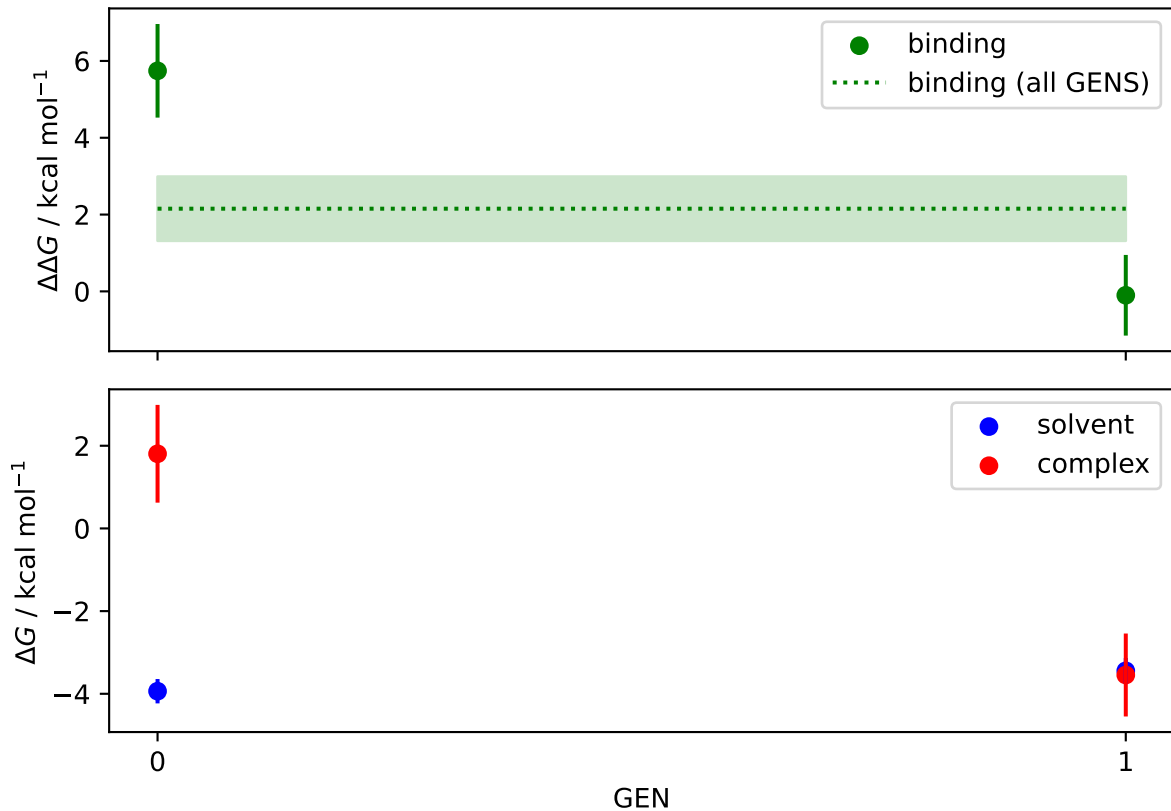 binding
binding (all GENS)
6
4
2
0
ΔΔG / kcal mol⁻¹
solvent
complex
2
0
−2
−4
ΔG / kcal mol⁻¹
0 1
GEN